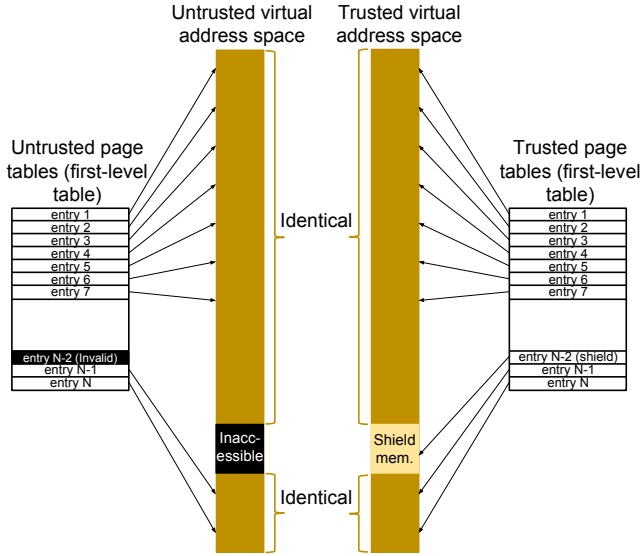 Untrusted virtual
address space
Trusted virtual
address space
Untrusted page
tables (first-level
table)
entry 1
entry 2
entry 3
entry 4
entry 5
entry 6
entry 7
entry N-2 (Invalid)
entry N-1
entry N
Identical
Inacc-
essible
Shield
mem.
Identical
Trusted page
tables (first-level
table)
entry 1
entry 2
entry 3
entry 4
entry 5
entry 6
entry 7
entry N-2 (shield)
entry N-1
entry N